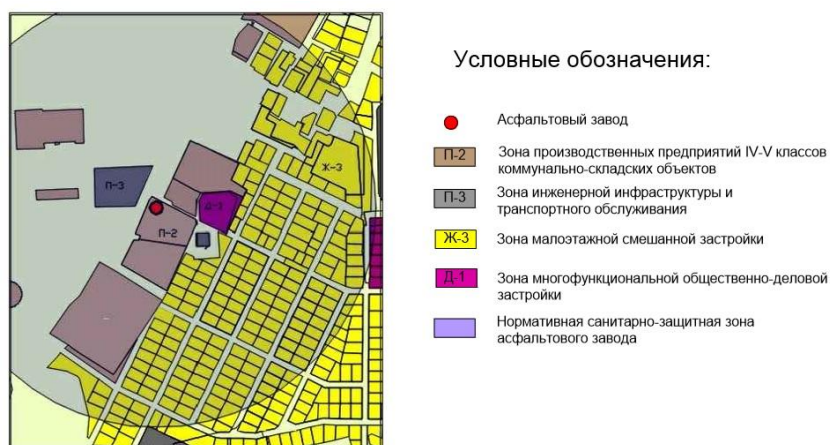 Условные обозначения:
Асфальтовый завод
П-2
Зона производственных предприятий IV-V классов
коммунально-складских объектов
П-3
Зона инженерной инфраструктуры и
транспортного обслуживания
Ж-3
Зона малоэтажной смешанной застройки
Д-1
Зона многофункциональной общественно-деловой
застройки
Нормативная санитарно-защитная зона
асфальтового завода
Ж-3
П-3
Д-1
П-2